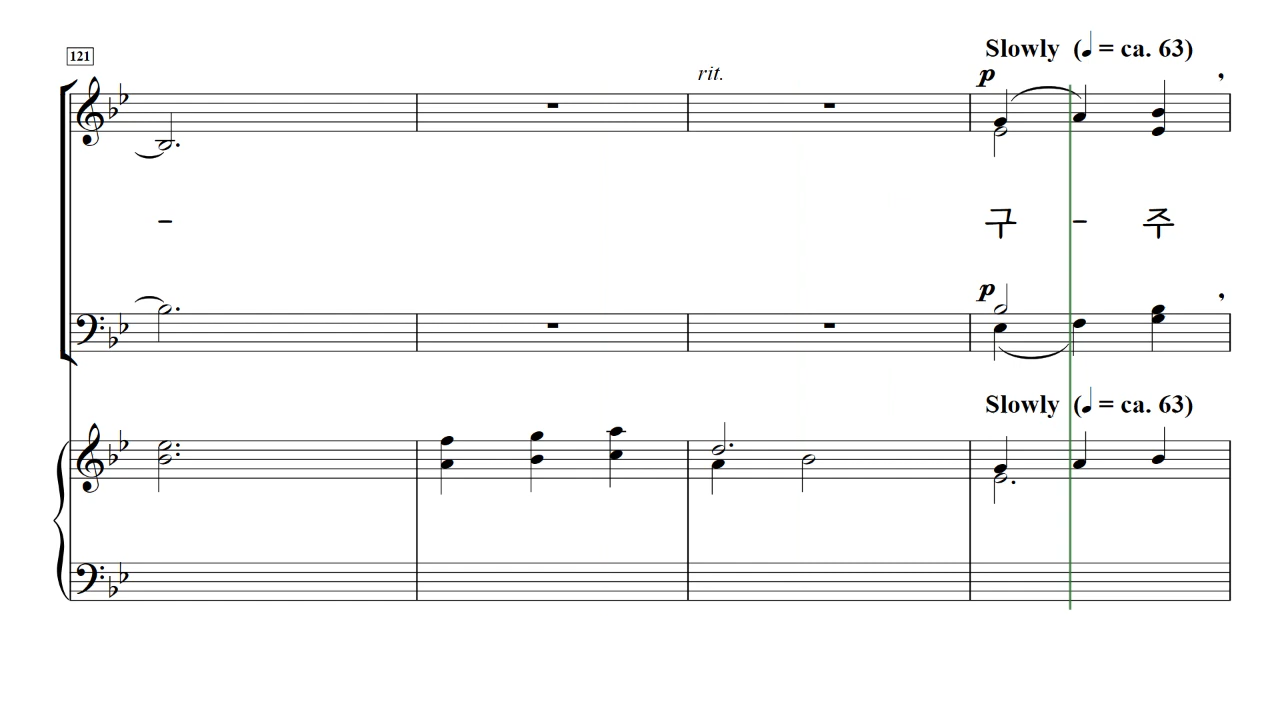 Slowly (♩ = ca. 63)
121
rit.
p
구 - 주
-
p
Slowly (♩ = ca. 63)